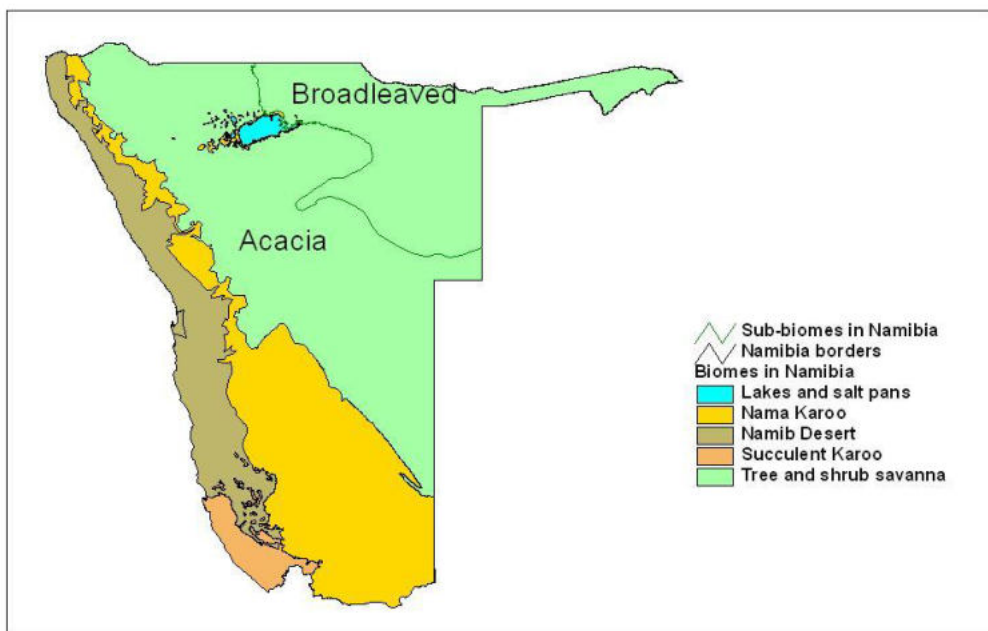 Broadleaved
Acacia
Sub-biomes in Namibia
Namibia borders
Biomes in Namibia
Lakes and salt pans
Nama Karoo
Namib Desert
Succulent Karoo
Tree and shrub savanna